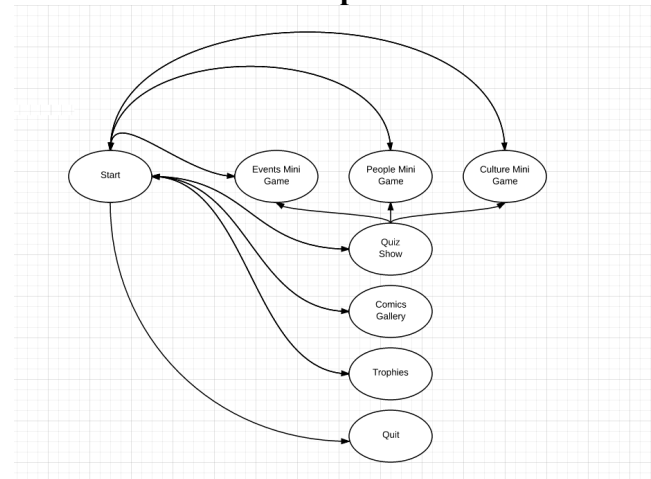 Start
Events Mini
Game
People Mini
Game
Culture Mini
Game
Quiz
Show
Comics
Gallery
Trophies
Quit